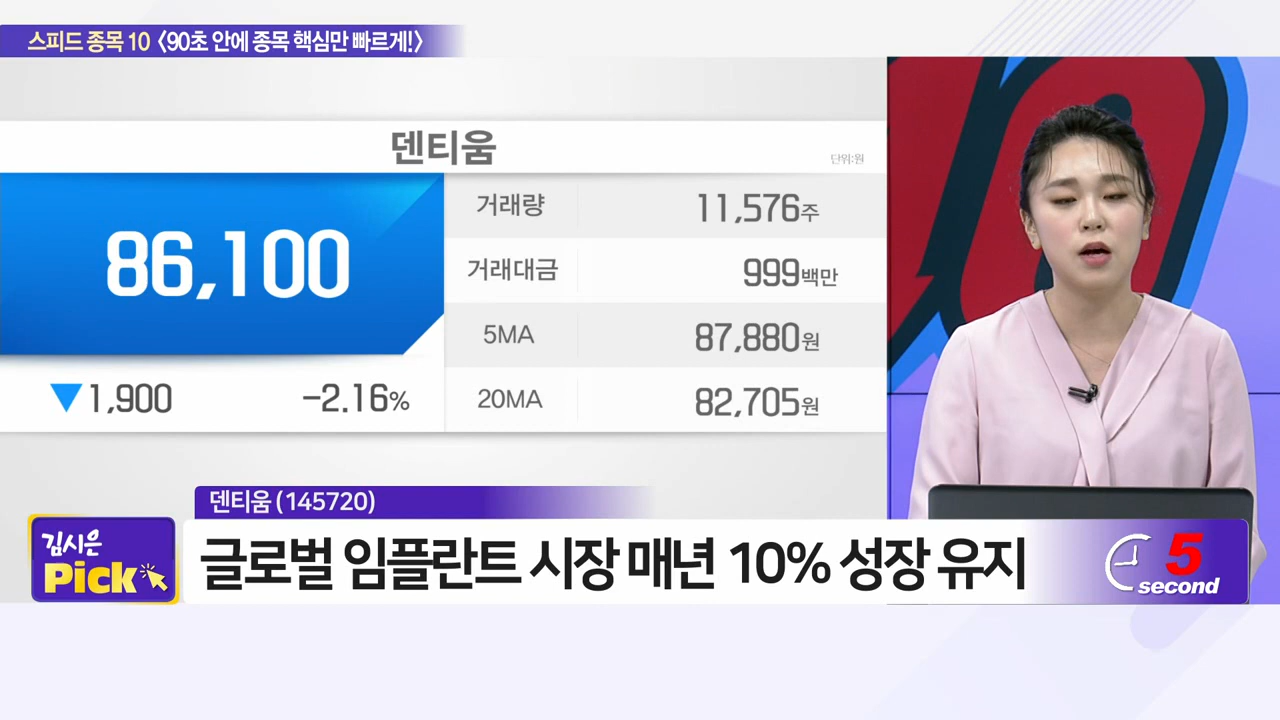 스피드 종목 10 〈90초 안에 종목 핵심만 빠르게!〉
덴티움
단위:원
86,100
▼1,900 -2.16%
거래량 11,576주
거래대금 999백만
5MA 87,880원
20MA 82,705원
덴티움 (145720)
김시은
Pick
글로벌 임플란트 시장 매년 10% 성장 유지
5
second